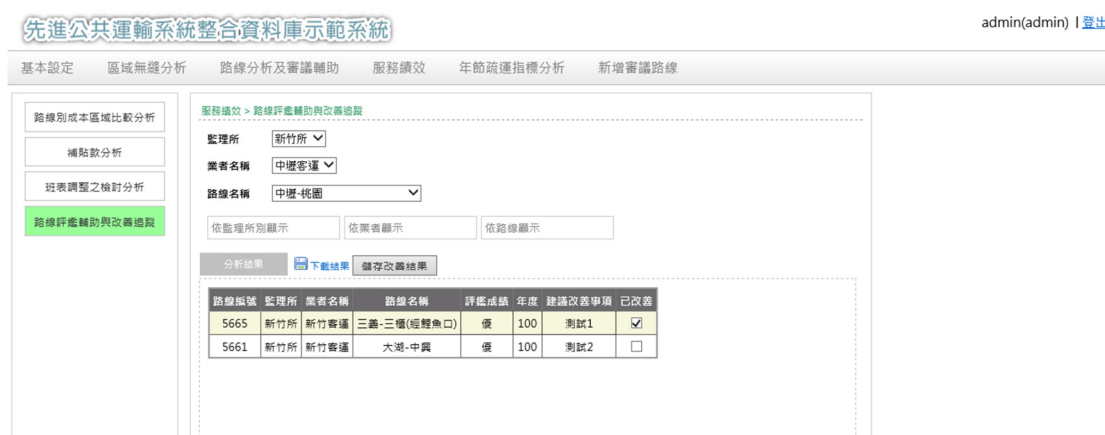 先進公共運輸系統整合資料庫示範系統
admin(admin) | 登出
基本設定 區域無縫分析 路線分析及審議輔助 服務績效 年節疏運指標分析 新增審議路線
路線別成本區域比較分析
補貼款分析
班表調整之檢討分析
路線評鑑輔助與改善追蹤
服務績效 > 路線評鑑輔助與改善追蹤
監理所 新竹所
業者名稱 中壢客運
路線名稱 中壢-桃園
依監理所別顯示 依業者顯示 依路線顯示
分析結果 下載結果 儲存改善結果
路線編號 監理所 業者名稱 路線名稱 評鑑成績 年度 建議改善事項 已改善
5665 新竹所 新竹客運 三義-三櫃(經鯉魚口) 優 100 測試1
5661 新竹所 新竹客運 大湖-中興 優 100 測試2